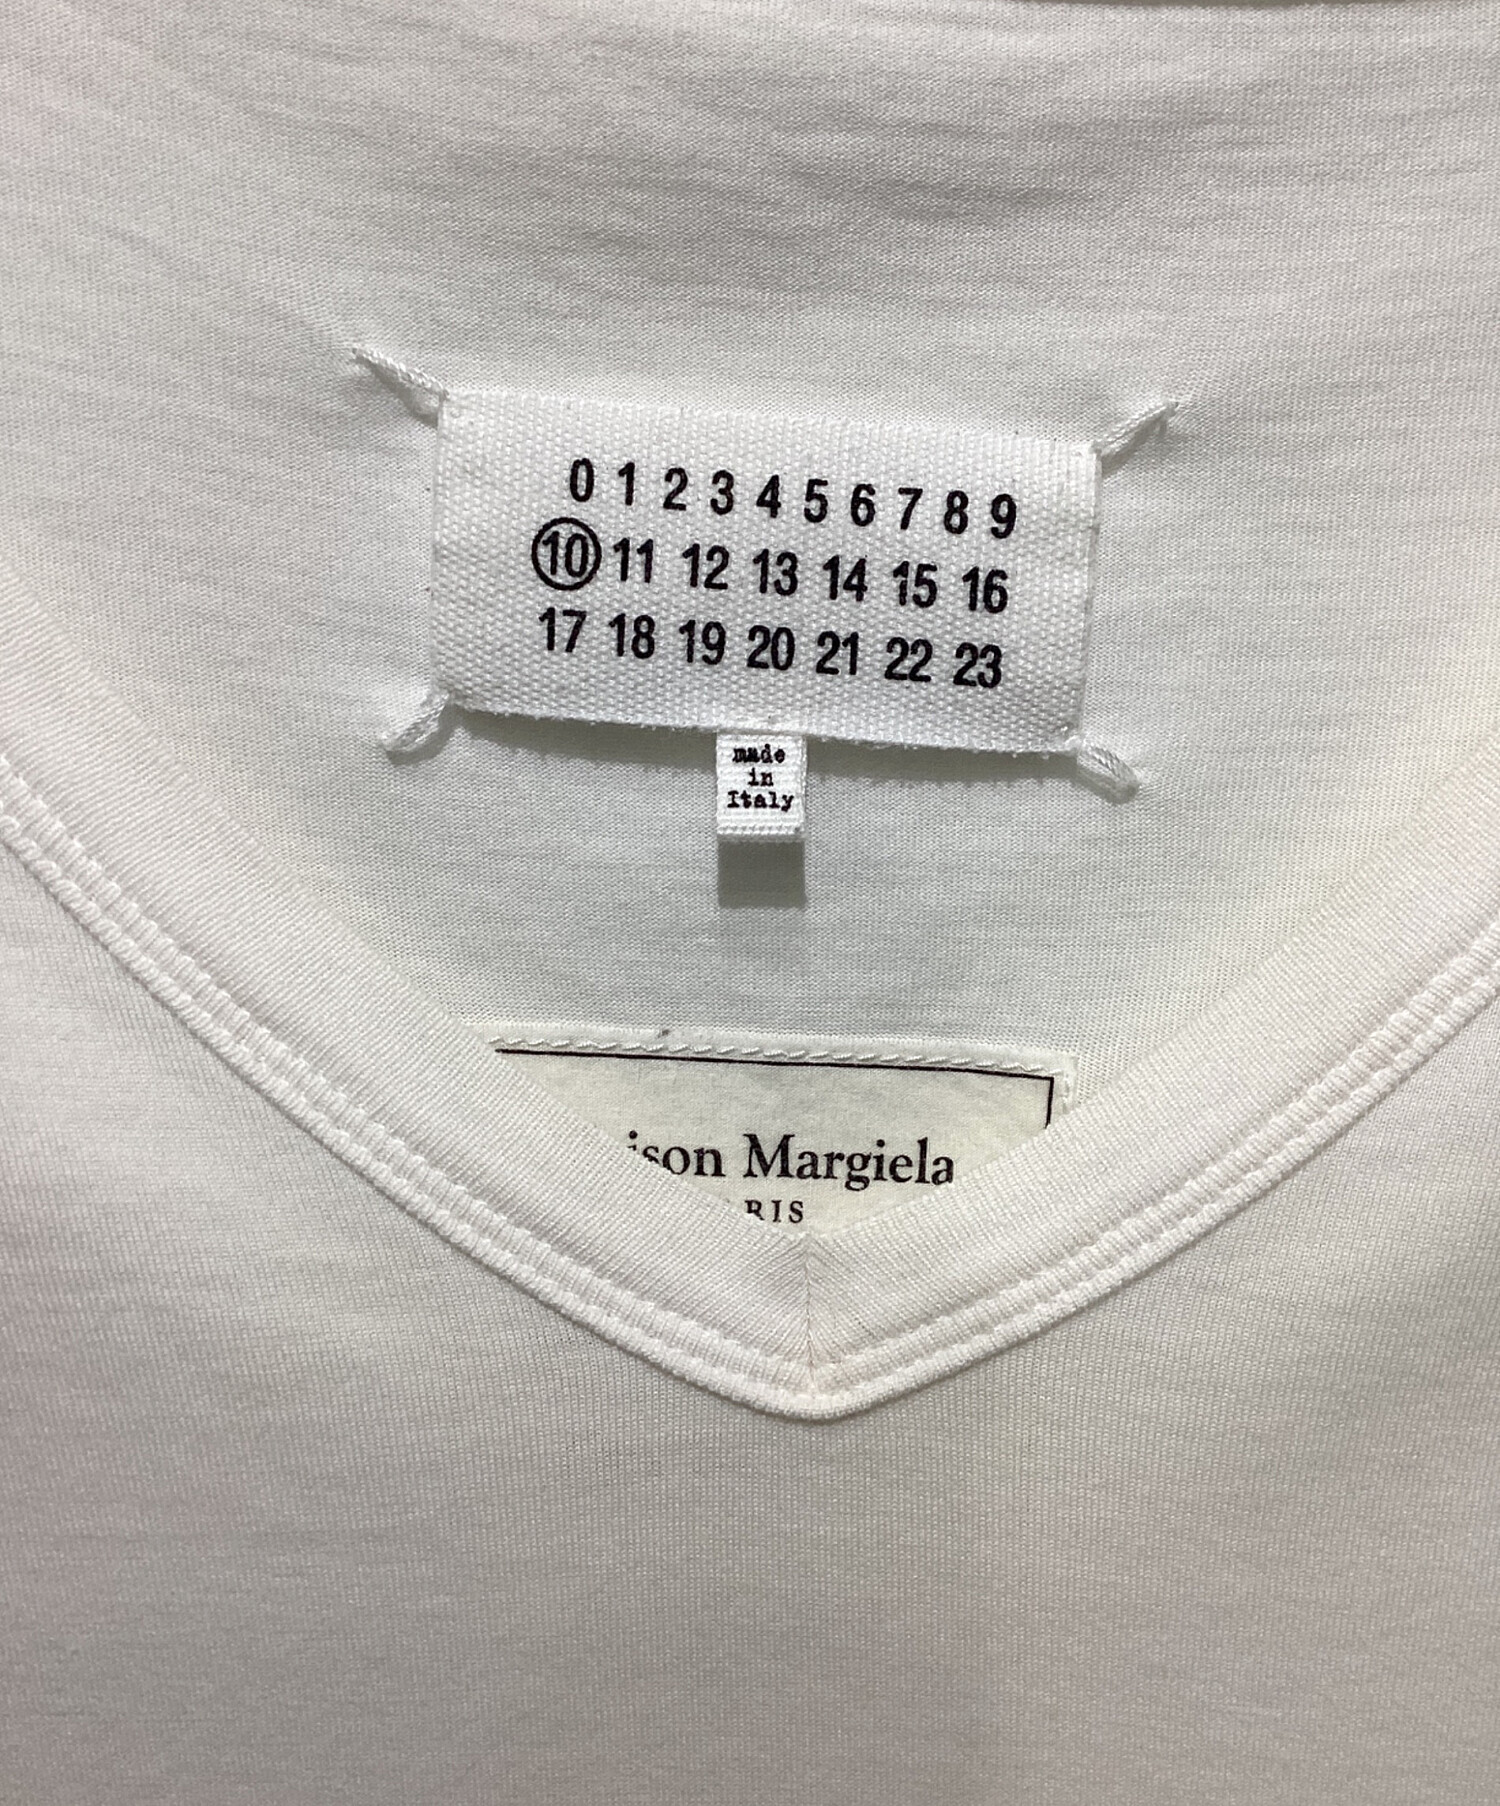 0 1 2 3 4 5 6 7 8 9
10 11 12 13 14 15 16
17 18 19 20 21 22 23
made
in
Italy
ison Margiela
RIS